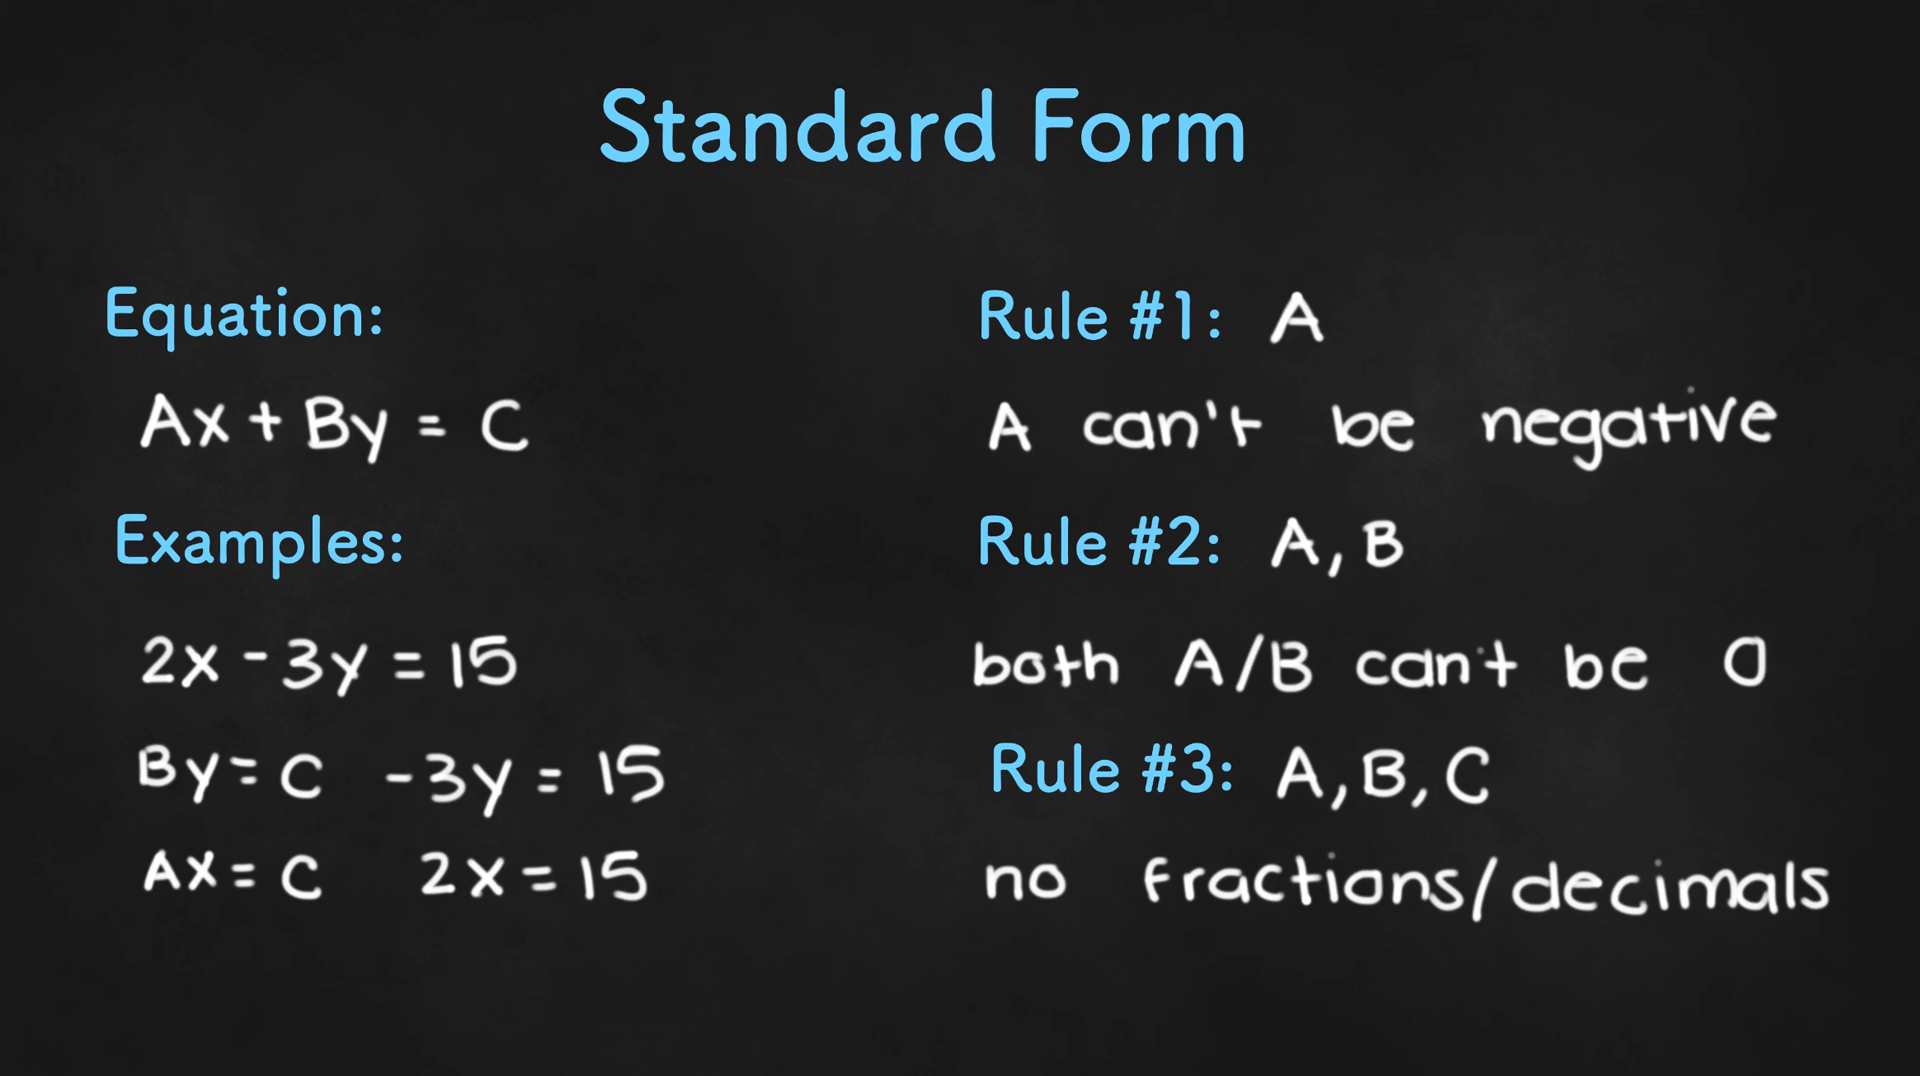 Standard Form
Equation:
Ax + By = C
Examples:
2x - 3y = 15
By = C -3y = 15
Ax = C 2x = 15
Rule #1: A
A can't be negative
Rule #2: A, B
both A/B can't be 0
Rule #3: A, B, C
no fractions/decimals